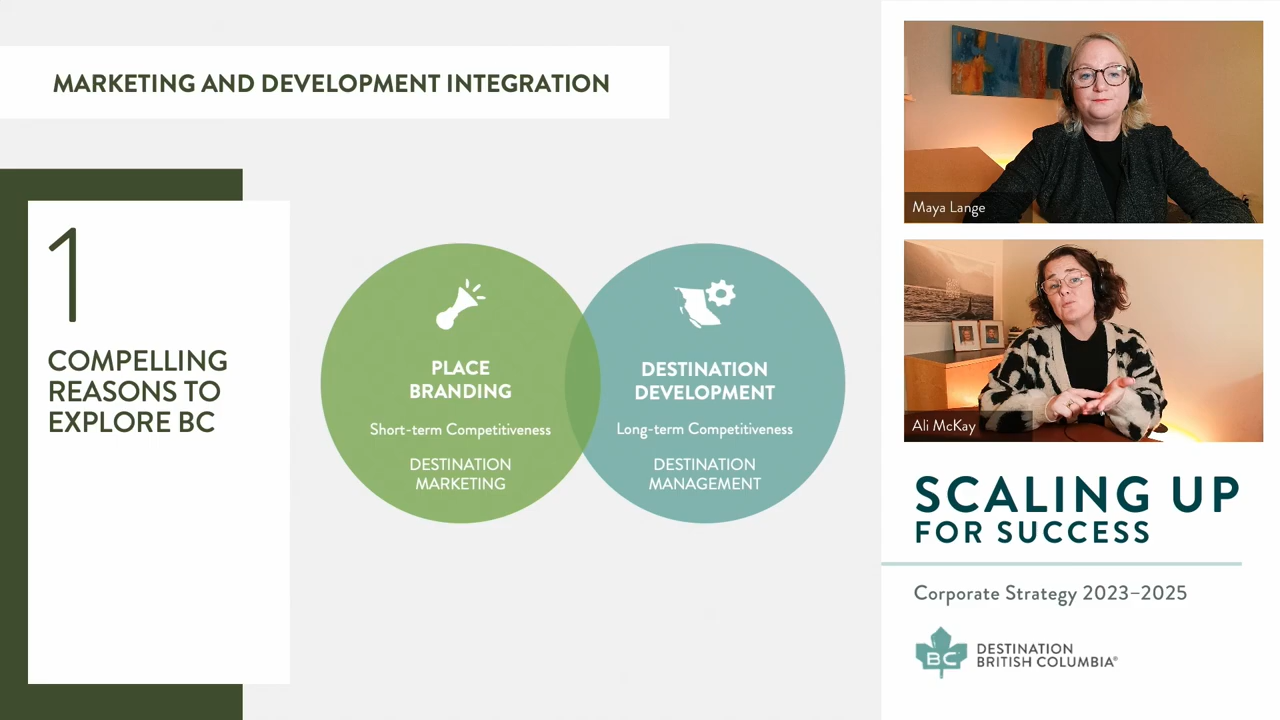 MARKETING AND DEVELOPMENT INTEGRATION
1
COMPELLING
REASONS TO
EXPLORE BC
PLACE
BRANDING
Short-term Competitiveness
DESTINATION
MARKETING
DESTINATION
DEVELOPMENT
Long-term Competitiveness
DESTINATION
MANAGEMENT
Maya Lange
Ali McKay
SCALING UP
FOR SUCCESS
Corporate Strategy 2023–2025
BC
DESTINATION
BRITISH COLUMBIA®